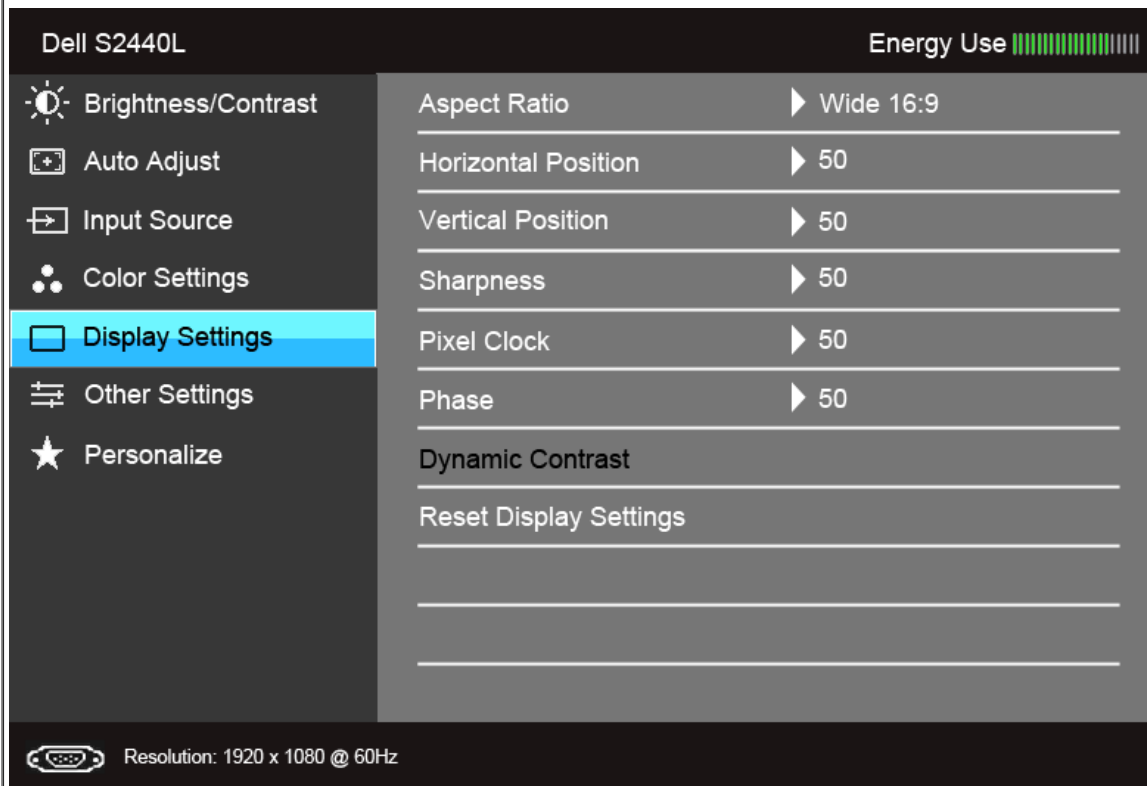 Dell S2440L
Energy Use
Brightness/Contrast
Auto Adjust
Input Source
Color Settings
Display Settings
Other Settings
Personalize
Aspect Ratio Wide 16:9
Horizontal Position 50
Vertical Position 50
Sharpness 50
Pixel Clock 50
Phase 50
Dynamic Contrast
Reset Display Settings
Resolution: 1920 x 1080 @ 60Hz